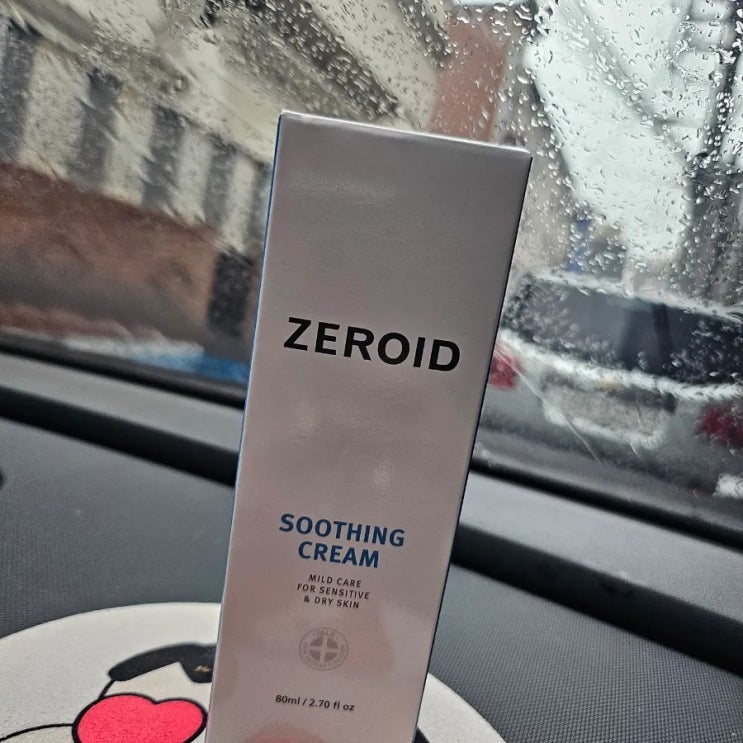 ZEROID
SOOTHING
CREAM
MILD CARE
FOR SENSITIVE
& DRY SKIN
80ml / 2.70 fl oz